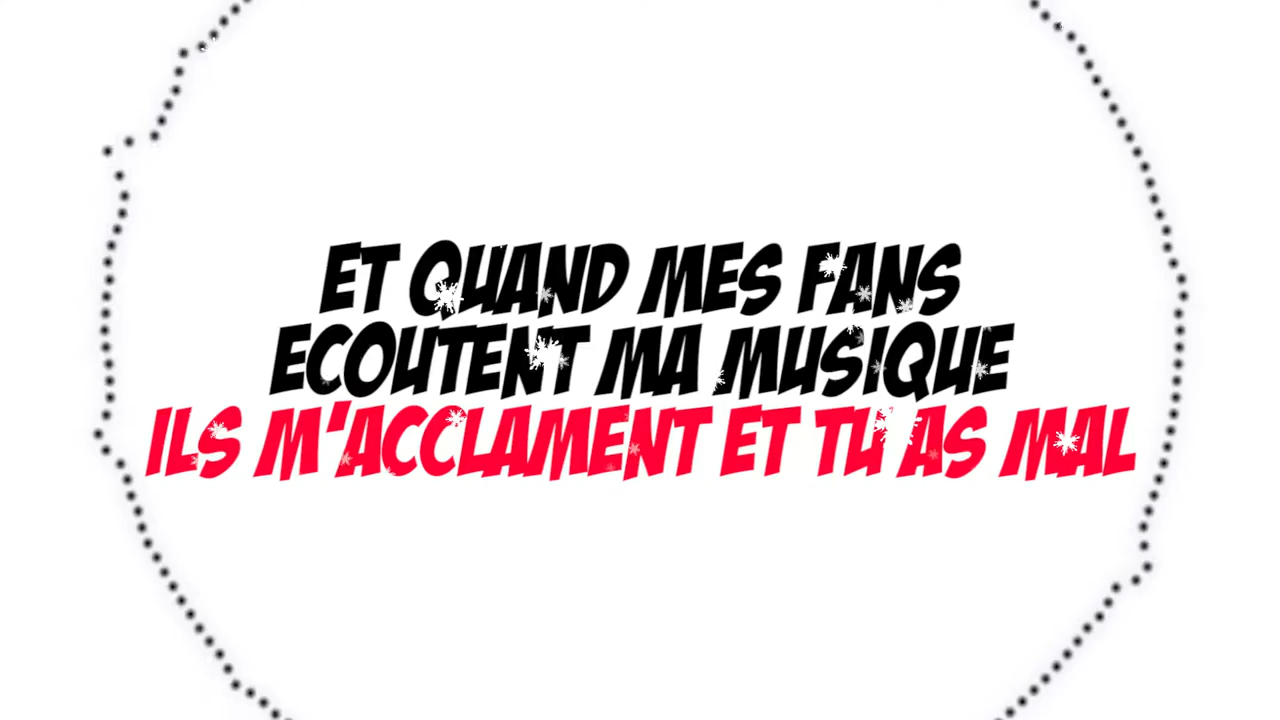 ET QUAND MES FANS
ECOUTENT MA MUSIQUE
ILS M'ACCLAMENT ET TU AS MAL